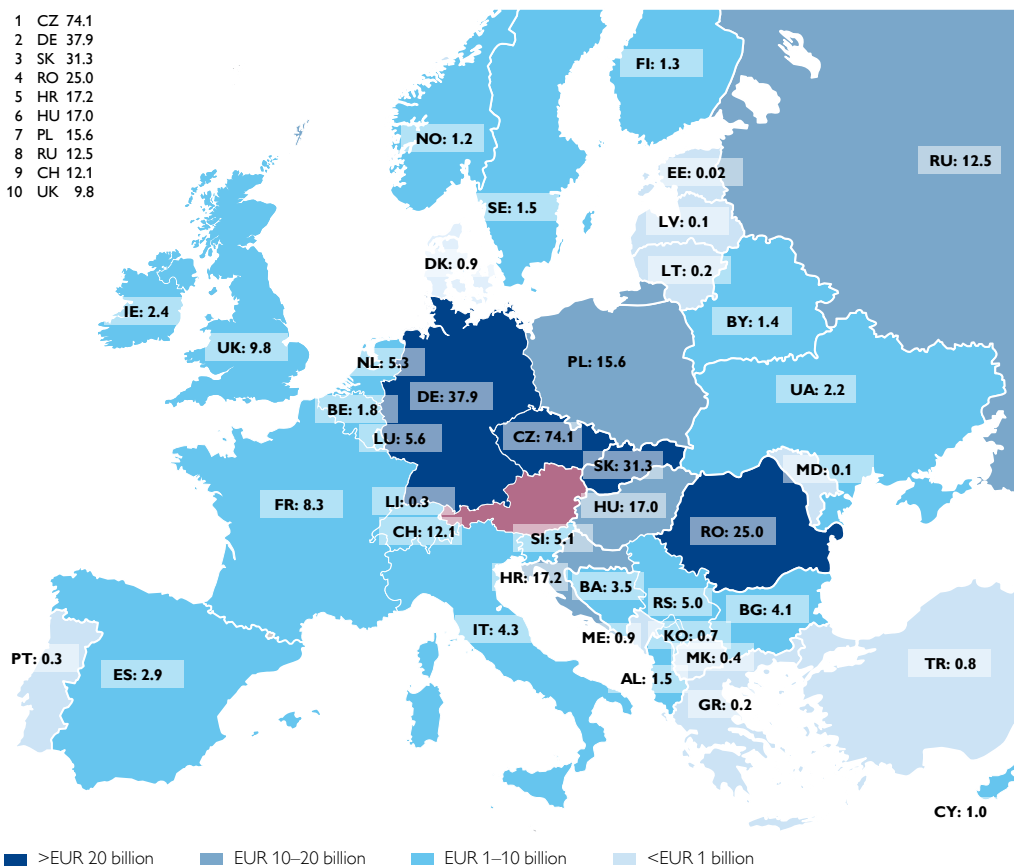 1 CZ 74.1
2 DE 37.9
3 SK 31.3
4 RO 25.0
5 HR 17.2
6 HU 17.0
7 PL 15.6
8 RU 12.5
9 CH 12.1
10 UK 9.8
FI: 1.3
NO: 1.2
RU: 12.5
EE: 0.02
SE: 1.5
LV: 0.1
DK: 0.9
LT: 0.2
IE: 2.4
BY: 1.4
UK: 9.8
NL: 5.3
PL: 15.6
UA: 2.2
DE: 37.9
BE: 1.8
LU: 5.6
CZ: 74.1
SK: 31.3
MD: 0.1
FR: 8.3
LI: 0.3
HU: 17.0
CH: 12.1
RO: 25.0
SI: 5.1
HR: 17.2
BA: 3.5
RS: 5.0
BG: 4.1
IT: 4.3
ME: 0.9
KO: 0.7
PT: 0.3
MK: 0.4
TR: 0.8
ES: 2.9
AL: 1.5
GR: 0.2
CY: 1.0
>EUR 20 billion
EUR 10–20 billion
EUR 1–10 billion
<EUR 1 billion